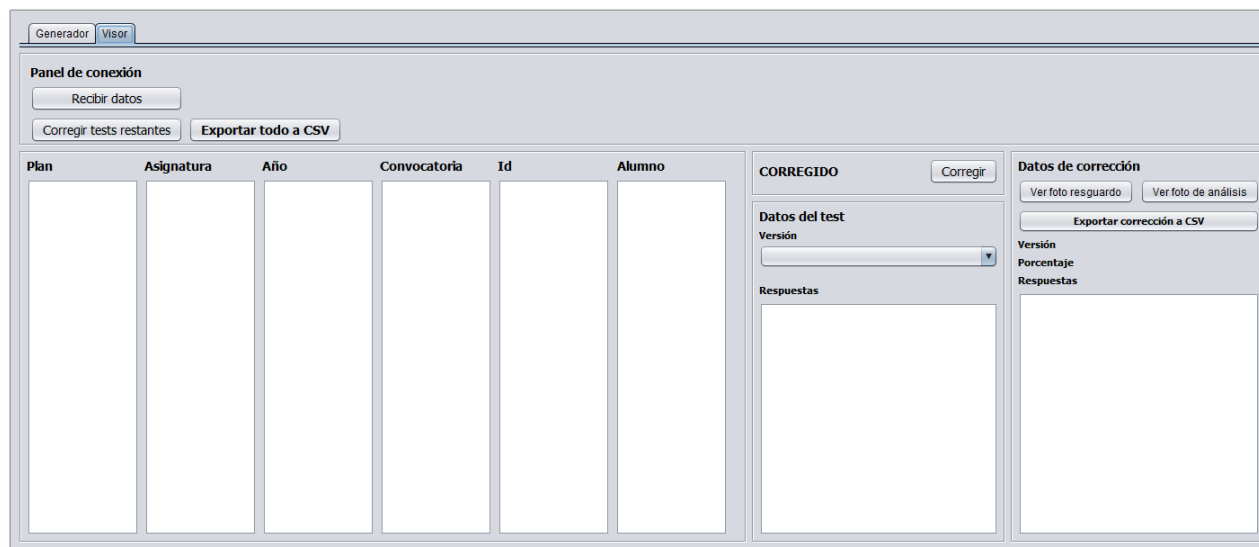 Generador Visor
Panel de conexión
Recibir datos
Corregir tests restantes Exportar todo a CSV
Plan Asignatura Año Convocatoria Id Alumno
CORREGIDO Corregir
Datos del test
Versión
Respuestas
Datos de corrección
Ver foto resguardo Ver foto de análisis
Exportar corrección a CSV
Versión
Porcentaje
Respuestas